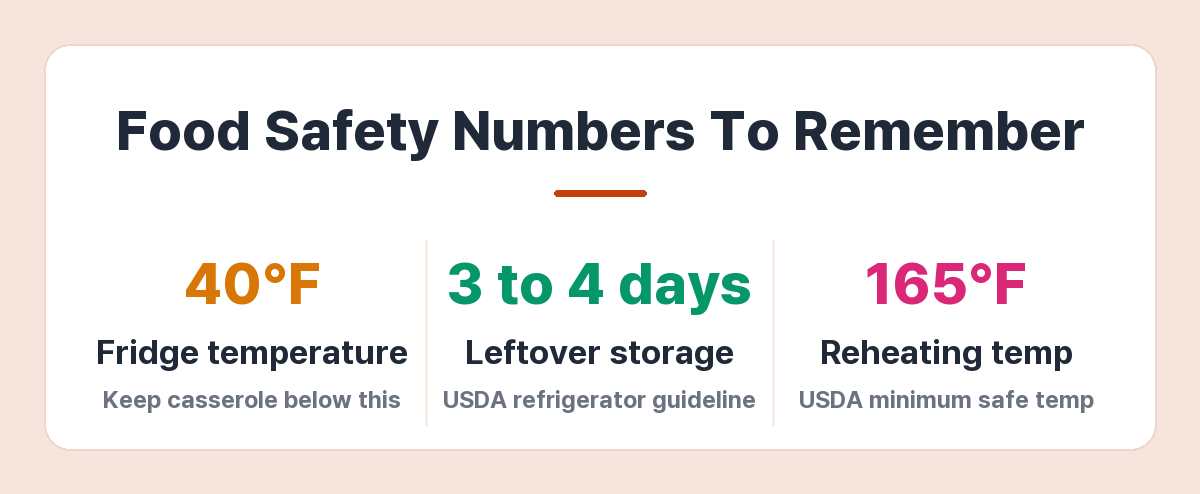 Food Safety Numbers To Remember
40°F
Fridge temperature
Keep casserole below this
3 to 4 days
Leftover storage
USDA refrigerator guideline
165°F
Reheating temp
USDA minimum safe temp